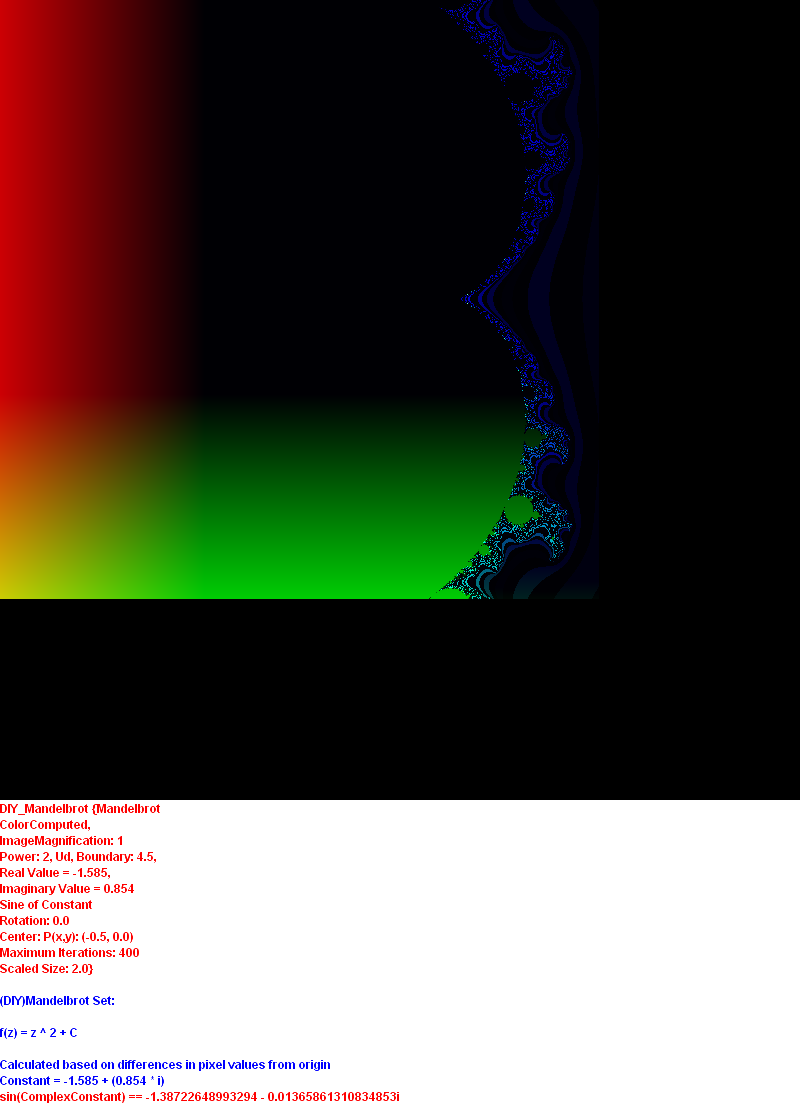 DIY_Mandelbrot {Mandelbrot
ColorComputed,
ImageMagnification: 1
Power: 2, Ud, Boundary: 4.5,
Real Value = -1.585,
Imaginary Value = 0.854
Sine of Constant
Rotation: 0.0
Center: P(x,y): (-0.5, 0.0)
Maximum Iterations: 400
Scaled Size: 2.0}
(DIY)Mandelbrot Set:
f(z) = z ^ 2 + C
Calculated based on differences in pixel values from origin
Constant = -1.585 + (0.854 * i)
sin(ComplexConstant) == -1.38722648993294 - 0.01365861310834853i